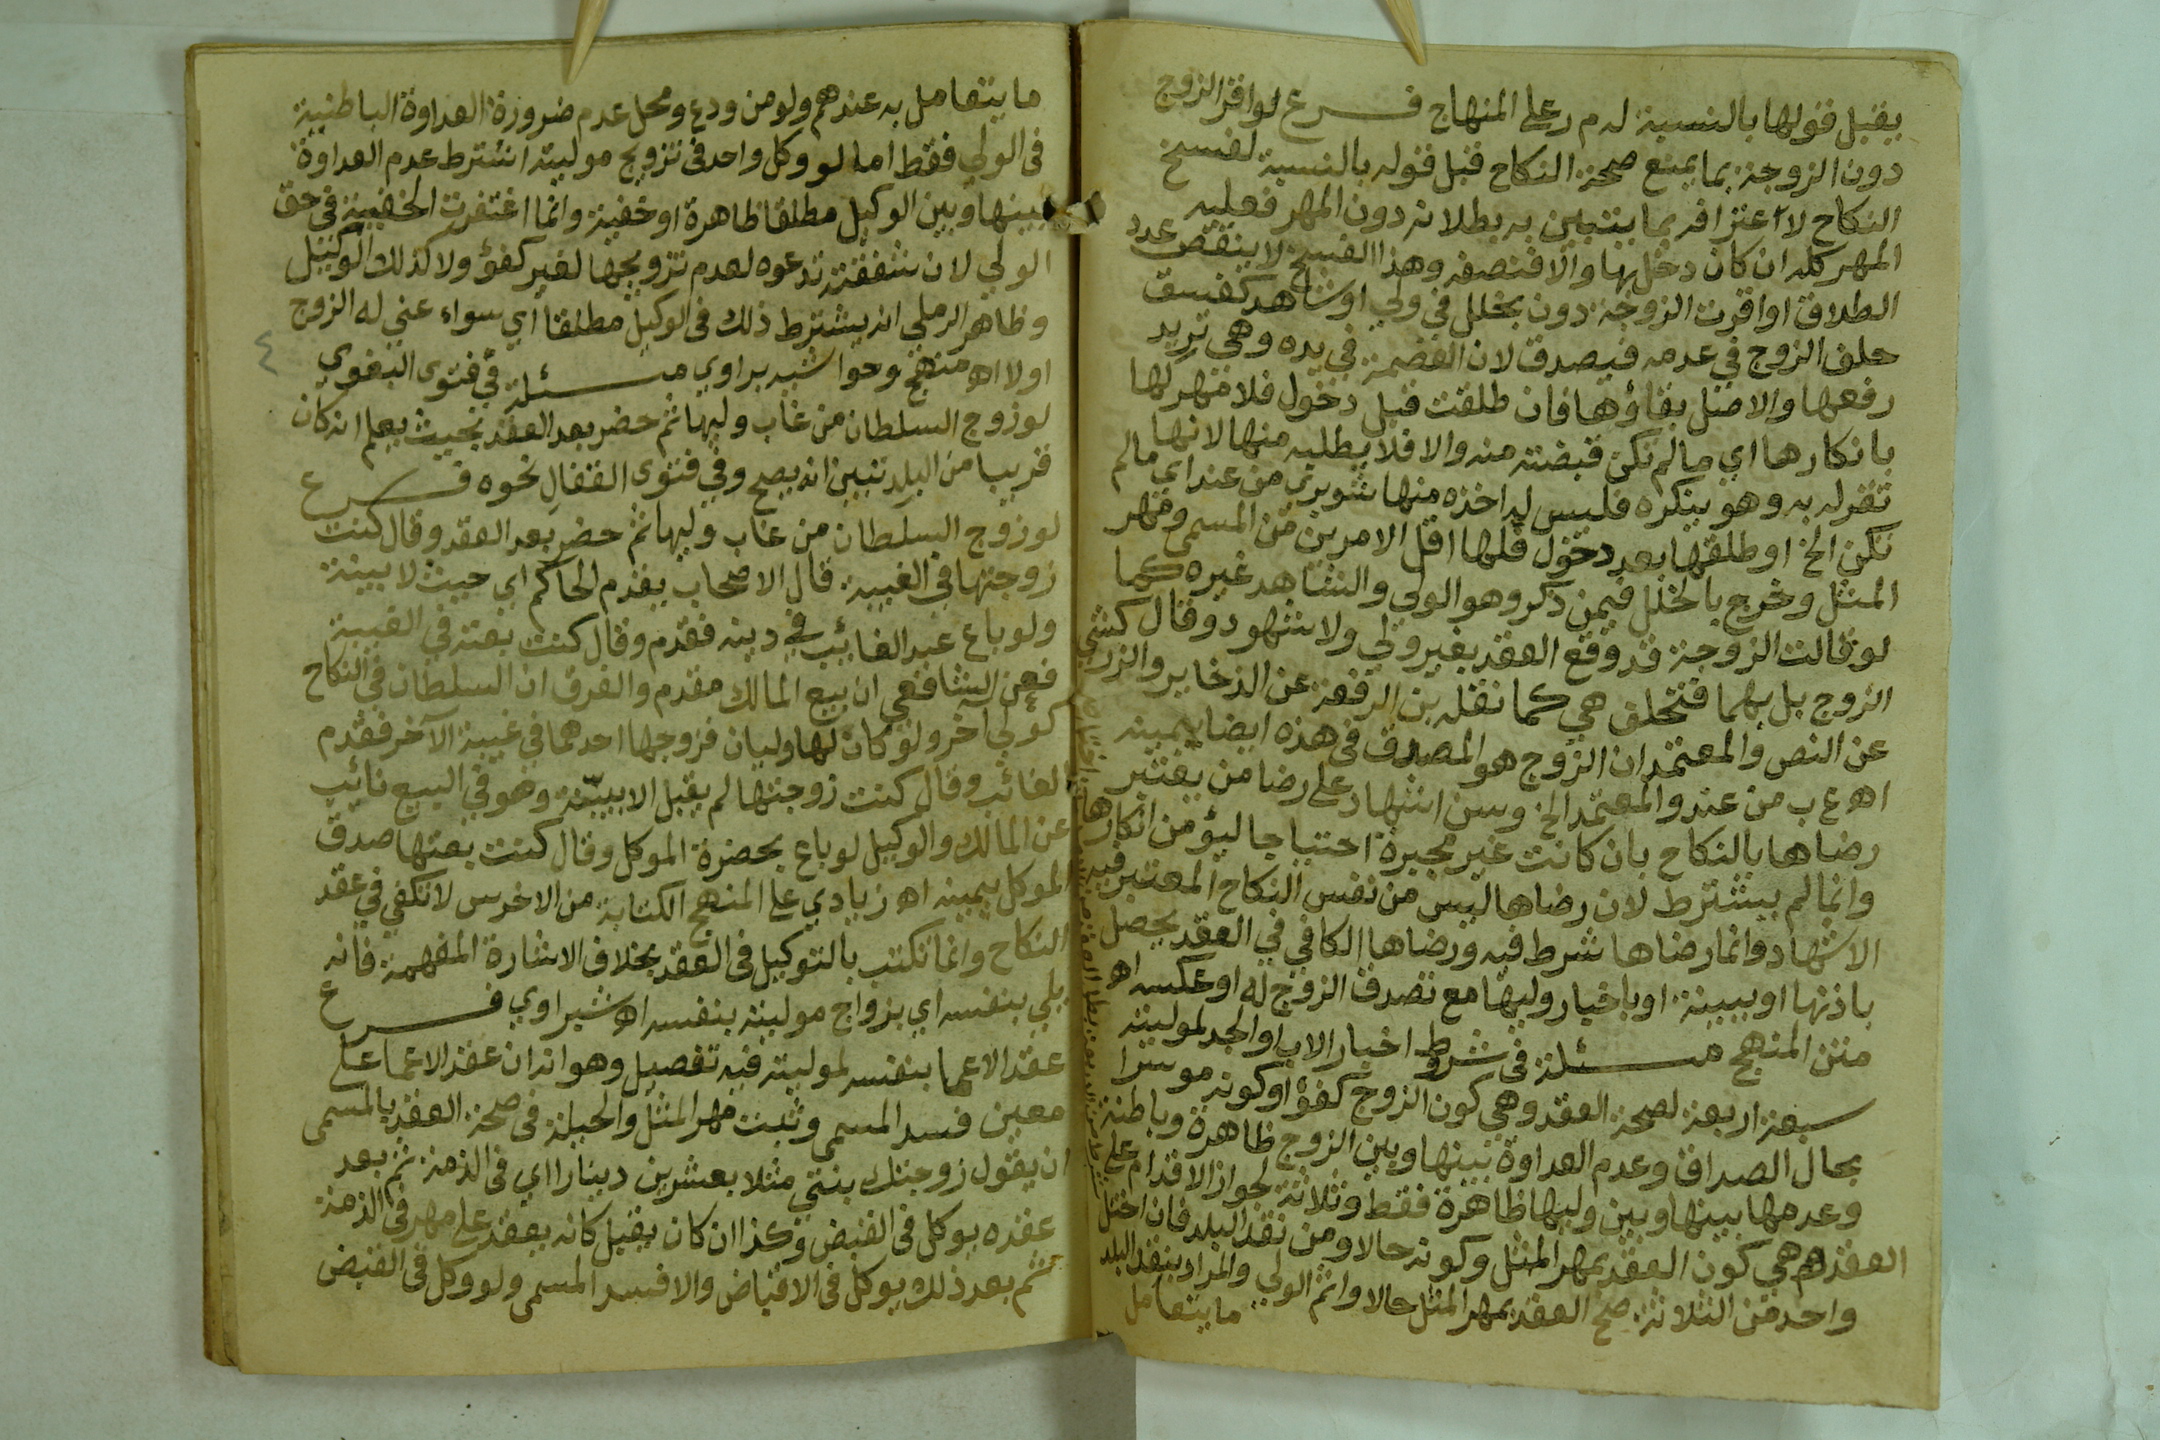 يقبل قولها بالنسبة له م ر على المنهاج فرع لو اقر الزوج
دون الزوجة بما يمنع صحة النكاح قبل قوله بالنسبة لفسخ
النكاح لا اعترافه بما يتبين به بطلانه دون المهر فعليه
المهر كله ان كان دخل بها والا فنصفه وهذا الفسخ لا ينقص عدد
الطلاق او اقرت الزوجة دون بخلل في ولي او شاهد كفسق
حلف الزوج في عدمه فيصدق لان العصمة في يده وهي تريد
رفعها والاصل بقاؤها فان طلقت قبل دخول فلا مهر لها
بانكارها اي ما لم تكن قبضته منه والا فلا يطلبه منها لانها
تقر له به وهو ينكره فليس له اخذه منها شوبري من عند اي ما لم
تكن الخ او طلقها بعد دخول فلها اقل الامرين من المسمى ومهر
المثل وخرج بالخلل فيمن ذكر وهو الولي والشاهد غيره كما
لو قالت الزوجة قد وقع العقد بغير ولي ولا شهود وقال
الزوج بل بهما فتحلف هي كما نقله بن الرفعة عن الذخاير والزركشي
عن النص والمعتمد ان الزوج هو المصدق في هذه ايضا بيمينه
اه ع ب من عند والمعتمد الخ وسن اشهاد على رضا من يعتبر
رضاها بالنكاح بان كانت غير مجبرة احتياطا ليؤمن انكارها
وانما لم يشترط لان رضاها ليس من نفس النكاح المعتبر فيه
الاشهاد وانما رضاها شرط فيه ورضاها الكافي في العقد يحصل
باذنها او ببينة او باخبار وليها مع تصدق الزوج له او عكسه اه
متن المنهج مسئلة في شروط اجبار الاب او الجد لموليته
سبعة اربعة لصحة العقد وهي كون الزوج كفؤا وكونه موسرا
بحال الصداق وعدم العداوة بينها وبين الزوج ظاهرة وباطنة
وعدمها بينها وبين وليها ظاهرة فقط وثلاثة لجواز الاقدام على
العقد هي كون العقد بمهر المثل وكونه حالا ومن نقد البلد فان اختل
واحد من الثلاثة صح العقد بمهر المثل حالا واثم الولي والمراد بنقد البلد
ما يتعامل
ما يتعامل به عندهم ولو من ودع ومحل عدم ضرورة العداوة الباطنية
في الولي فقط اما لو وكل واحد في تزويج موليته اشترط عدم العداوة
بينها وبين الوكيل مطلقا ظاهرة او خفية وانما اغتفرت الخفية في حق
الولي لان شفقته تدعوه لعدم تزويجها لغير كفؤ ولا كذلك الوكيل
وظاهر الرملي انه يشترط ذلك في الوكيل مطلقا أي سواء عني له الزوج
اولا اه منهج وحواشيه براوي مسئلة في فتوى البغوي
لو زوج السلطان من غاب وليها ثم حضر بعد العقد بحيث يعلم انه كان
قريبا من البلد تبين انه يصح وفي فتوى القفال نحوه فرع
لو زوج السلطان من غاب وليها ثم حضر بعد العقد وقال كنت
زوجتها في الغيبة قال الاصحاب يقدم الحاكم اي حيث لا بينة
ولو باع عبد الغائب في دينه فقدم وقال كنت بعته في الغيبة
فعن الشافعي ان بيع المالك مقدم والفرق ان السلطان في النكاح
كولي آخر ولو كان لها وليان فزوجها احدهما في غيبة الآخر فقدم
الغائب وقال كنت زوجتها لم يقبل الا ببيّنة وهو في البيع نائب
عن المالك والوكيل لو باع بحضرة الموكل وقال كنت بعتها صدق
الموكل بيمينه اه زيادي على المنهج الكتابة من الاخرس لا تكفي في عقد
النكاح وانما تكتب بالتوكيل في العقد بخلاف الاشارة المفهمة فانه
يلي بنفسه اي بزواج موليته بنفسه اه شبراوي فرع
عقد الاعما بنفسه لموليته فيه تفصيل وهو انه ان عقد الاعما على
معين فسد المسمى وثبت مهر المثل والحيلة في صحة العقد بالمسمى
ان يقول زوجتك بنتي مثلا بعشرين دينارا اي في الذمة ثم بعد
عقده يوكل في القبض وكذا ان كان يقبل كانه يعقد على مهر في الذمة
ثم بعد ذلك يوكل في الاقباض والا فسد المسمى ولو وكل في القبض